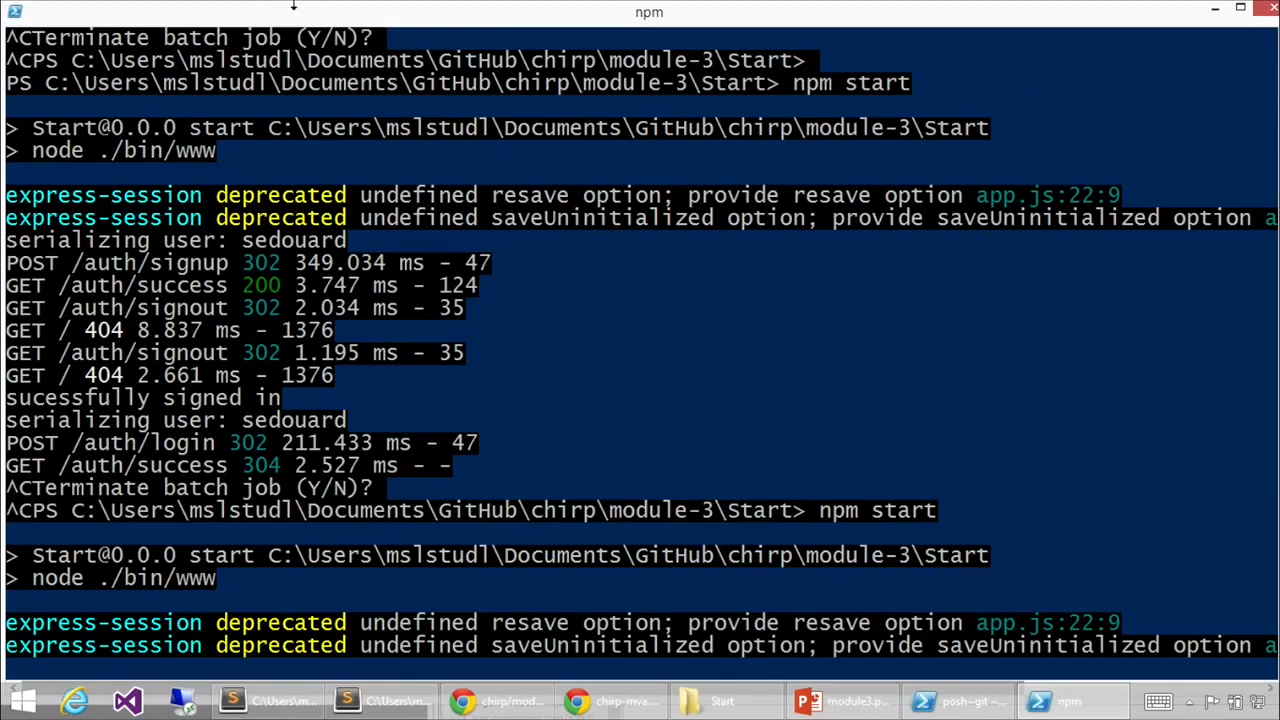 npm
^CTerminate batch job (Y/N)?
^CPS C:\Users\mslstudl\Documents\GitHub\chirp\module-3\Start>
PS C:\Users\mslstudl\Documents\GitHub\chirp\module-3\Start> npm start
> Start@0.0.0 start C:\Users\mslstudl\Documents\GitHub\chirp\module-3\Start
> node ./bin/www
express-session deprecated undefined resave option; provide resave option app.js:22:9
express-session deprecated undefined saveUninitialized option; provide saveUninitialized option a
serializing user: sedouard
POST /auth/signup 302 349.034 ms - 47
GET /auth/success 200 3.747 ms - 124
GET /auth/signout 302 2.034 ms - 35
GET / 404 8.837 ms - 1376
GET /auth/signout 302 1.195 ms - 35
GET / 404 2.661 ms - 1376
sucessfully signed in
serializing user: sedouard
POST /auth/login 302 211.433 ms - 47
GET /auth/success 304 2.527 ms - -
^CTerminate batch job (Y/N)?
^CPS C:\Users\mslstudl\Documents\GitHub\chirp\module-3\Start> npm start
> Start@0.0.0 start C:\Users\mslstudl\Documents\GitHub\chirp\module-3\Start
> node ./bin/www
express-session deprecated undefined resave option; provide resave option app.js:22:9
express-session deprecated undefined saveUninitialized option; provide saveUninitialized option a
C:\Users\m... C:\Users\m... chirp/mod... chirp-mva... Start module3.p... posh~git ~... npm